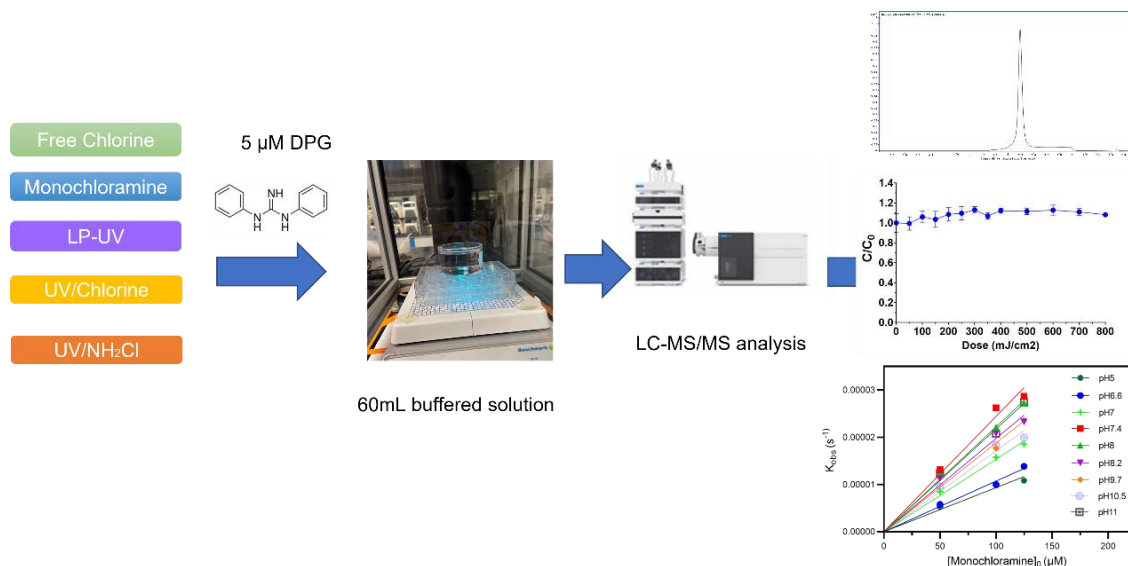 Free Chlorine
Monochloramine
LP-UV
UV/Chlorine
UV/NH₂Cl
5 µM DPG
NH
N
H
N
H
60mL buffered solution
LC-MS/MS analysis
1.4
1.2
1.0
0.8
0.6
0.4
0.2
0.0
C/C₀
0 100 200 300 400 500 600 700 800
Dose (mJ/cm2)
0.00003
0.00002
0.00001
0.00000
K_obs (s⁻¹)
0 50 100 150 200
[Monochloramine]₀ (µM)
pH5
pH6.6
pH7
pH7.4
pH8
pH8.2
pH9.7
pH10.5
pH11